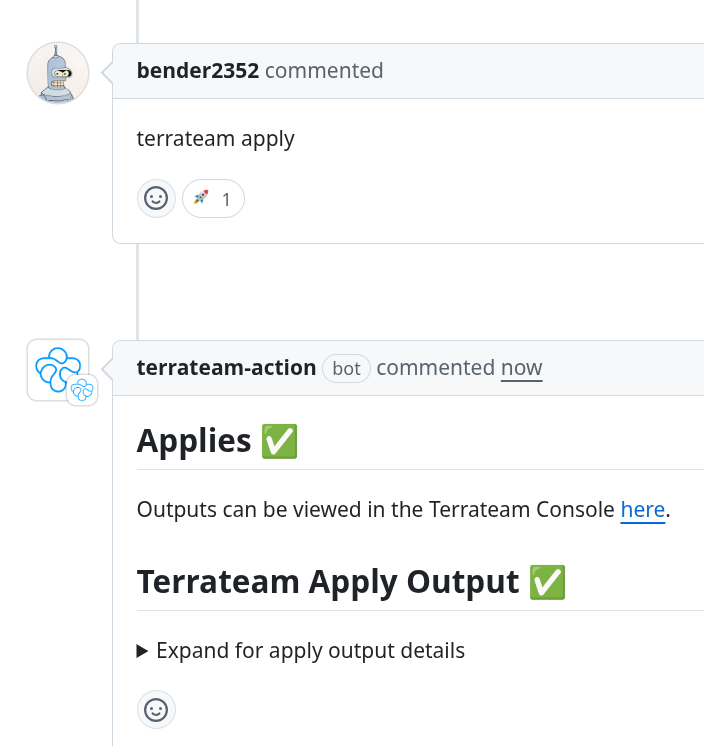 bender2352 commented
terrateam apply
🚀 1
terrateam-action bot commented now
Applies ✅
Outputs can be viewed in the Terrateam Console here.
Terrateam Apply Output ✅
▶ Expand for apply output details